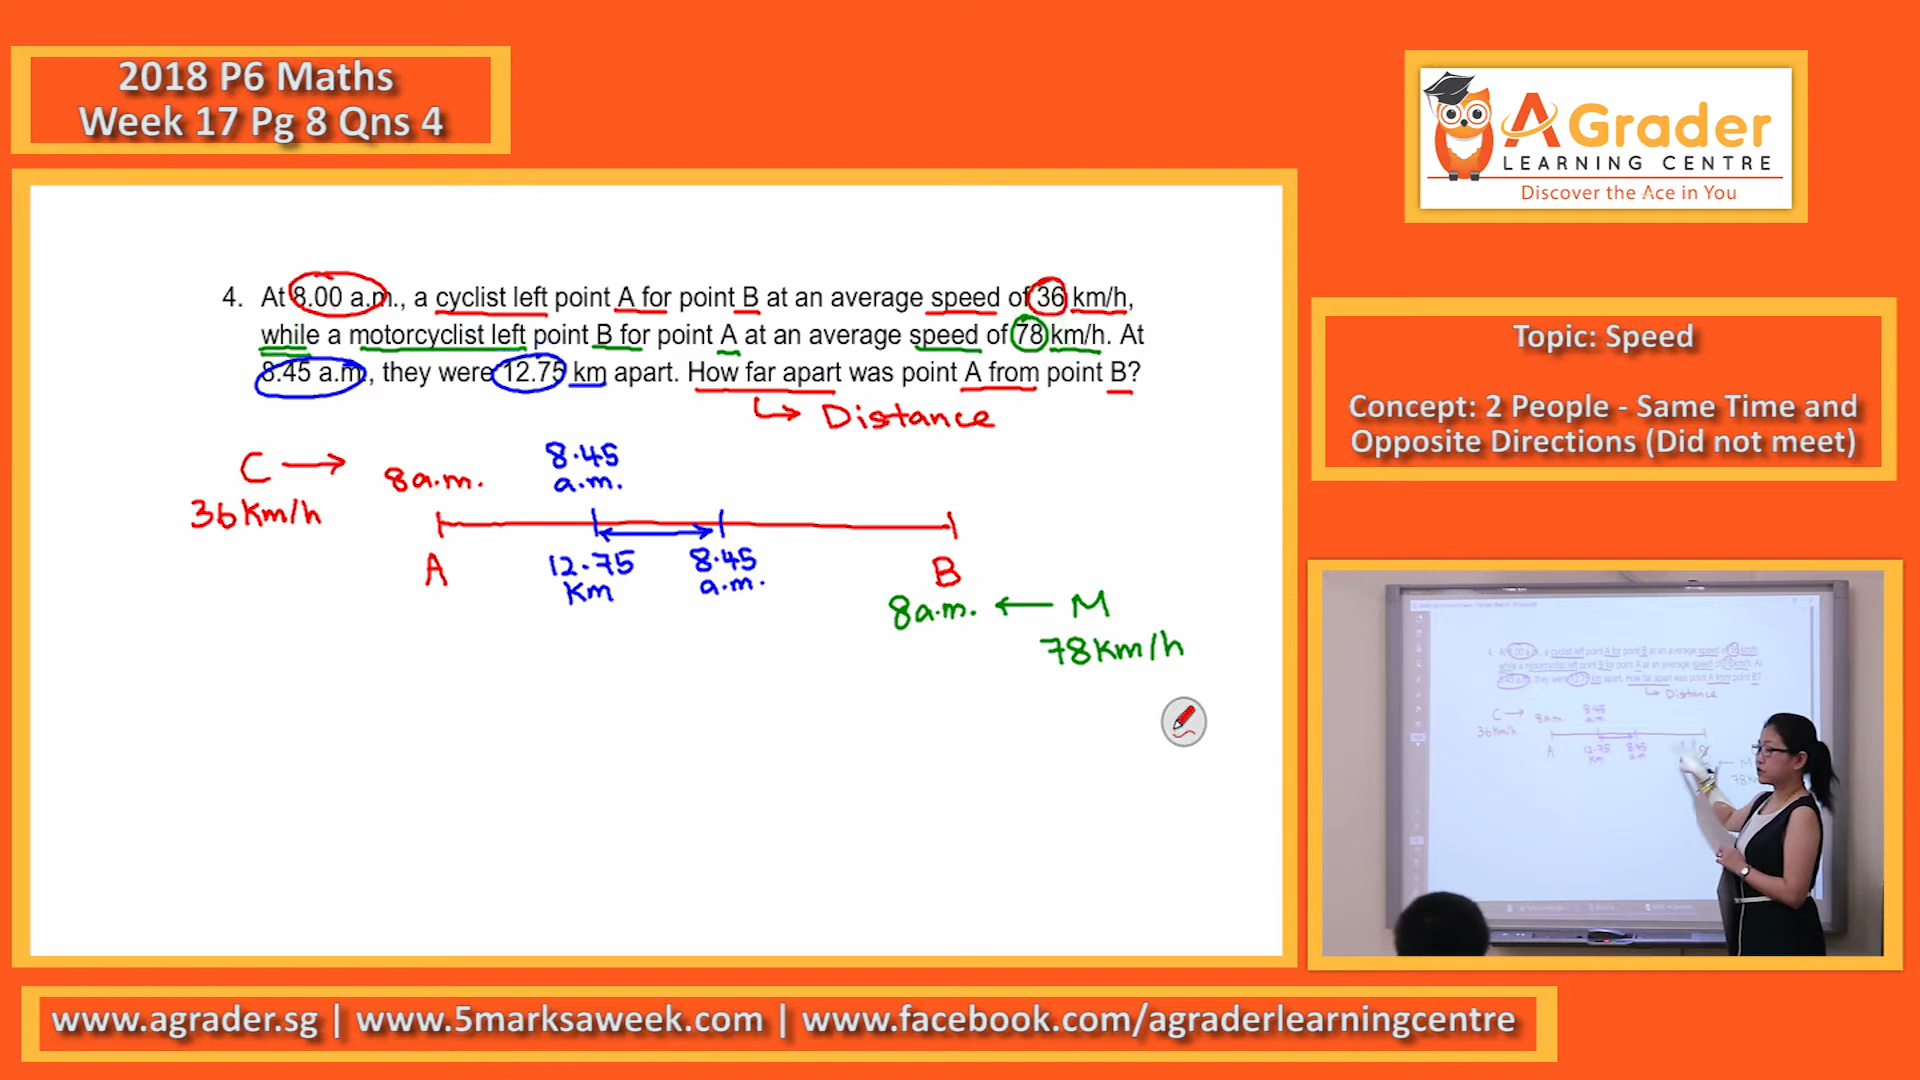 2018 P6 Maths
Week 17 Pg 8 Qns 4
A Grader
LEARNING CENTRE
Discover the Ace in You
4. At 8.00 a.m., a cyclist left point A for point B at an average speed of 36 km/h,
while a motorcyclist left point B for point A at an average speed of 78 km/h. At
8.45 a.m., they were 12.75 km apart. How far apart was point A from point B?
Distance
C
36 km/h
8 a.m.
8.45
a.m.
A
12.75
km
8.45
a.m.
B
8 a.m.
M
78 km/h
Topic: Speed
Concept: 2 People - Same Time and
Opposite Directions (Did not meet)
www.agrader.sg | www.5marksaweek.com | www.facebook.com/agraderlearningcentre